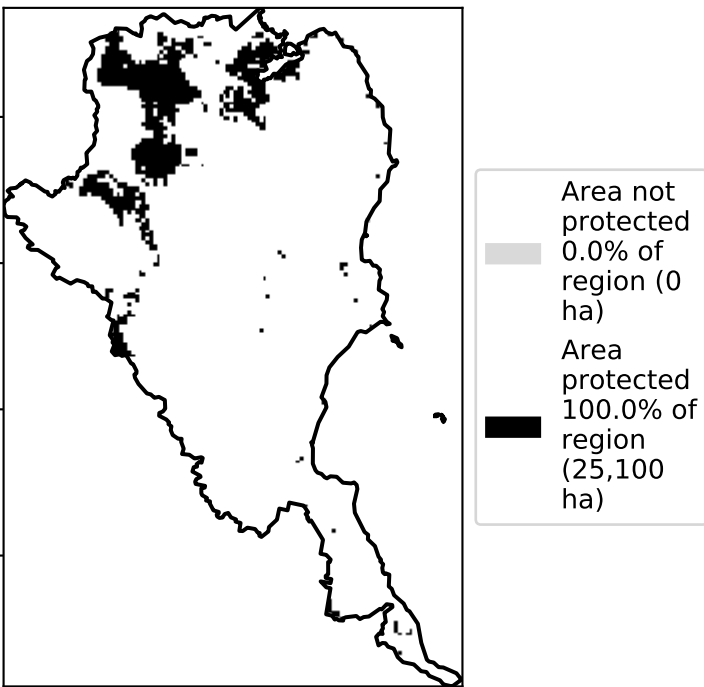 Area not
protected
0.0% of
region (0
ha)
Area
protected
100.0% of
region
(25,100
ha)